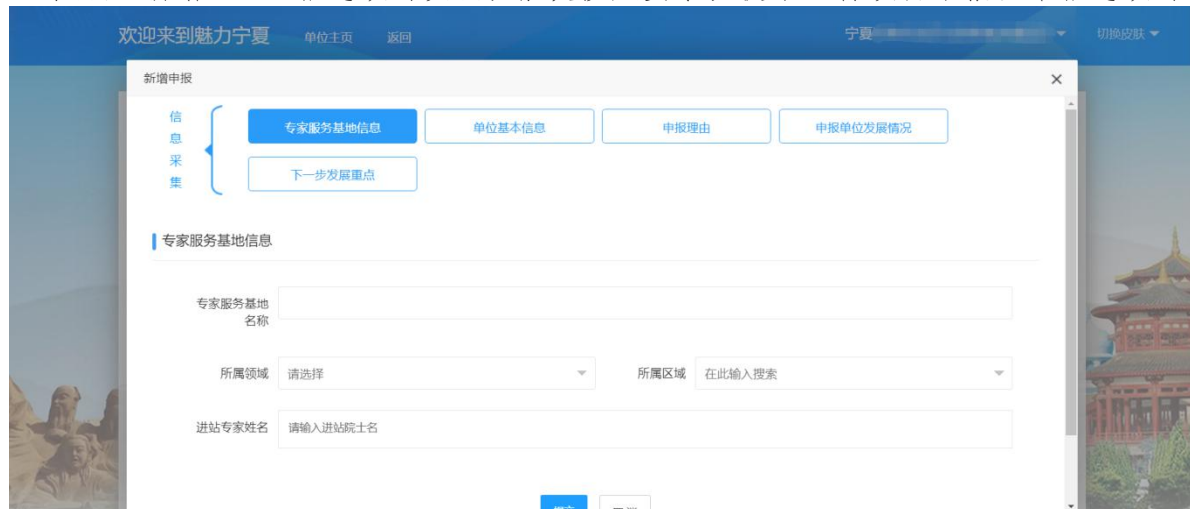 欢迎来到魅力宁夏 单位主页 返回 宁夏 切换皮肤
新增申报
信息采集
专家服务基地信息 单位基本信息 申报理由 申报单位发展情况
下一步发展重点
专家服务基地信息
专家服务基地名称
所属领域 请选择 所属区域 在此输入搜索
进站专家姓名 请输入进站院士名